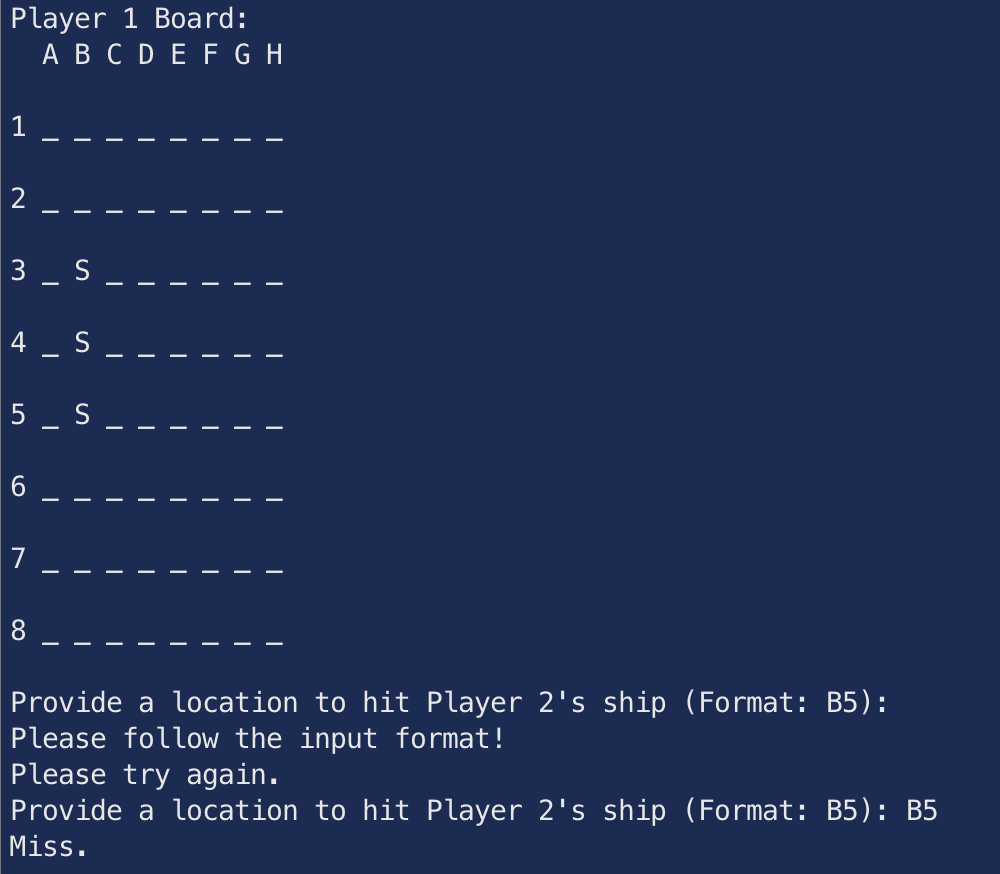 Player 1 Board:
  A B C D E F G H
1 _ _ _ _ _ _ _ _
2 _ _ _ _ _ _ _ _
3 _ S _ _ _ _ _ _
4 _ S _ _ _ _ _ _
5 _ S _ _ _ _ _ _
6 _ _ _ _ _ _ _ _
7 _ _ _ _ _ _ _ _
8 _ _ _ _ _ _ _ _
Provide a location to hit Player 2's ship (Format: B5):
Please follow the input format!
Please try again.
Provide a location to hit Player 2's ship (Format: B5): B5
Miss.